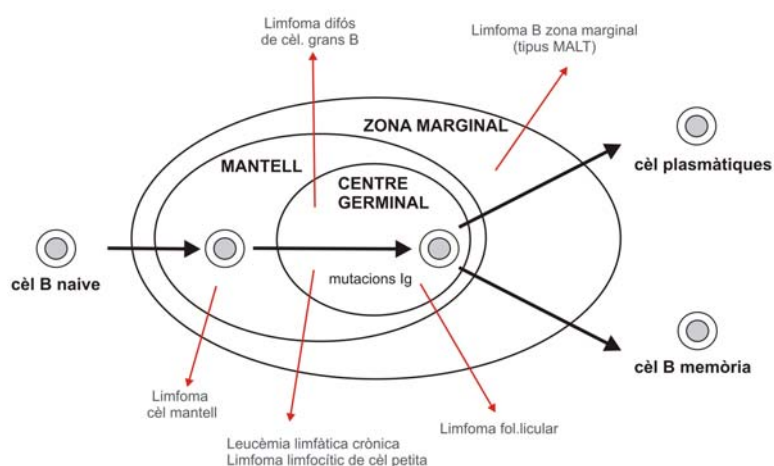 Limfoma difós
de cèl. grans B
Limfoma B zona marginal
(tipus MALT)
ZONA MARGINAL
MANTELL
CENTRE
GERMINAL
cèl plasmàtiques
cèl B naive
mutacions Ig
cèl B memòria
Limfoma
cèl mantell
Leucèmia limfàtica crònica
Limfoma limfocític de cèl petita
Limfoma fol.licular